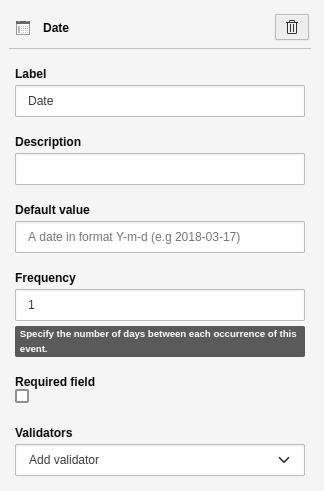 Date
Label
Date
Description
Default value
A date in format Y-m-d (e.g 2018-03-17)
Frequency
1
Specify the number of days between each occurrence of this
event.
Required field
Validators
Add validator